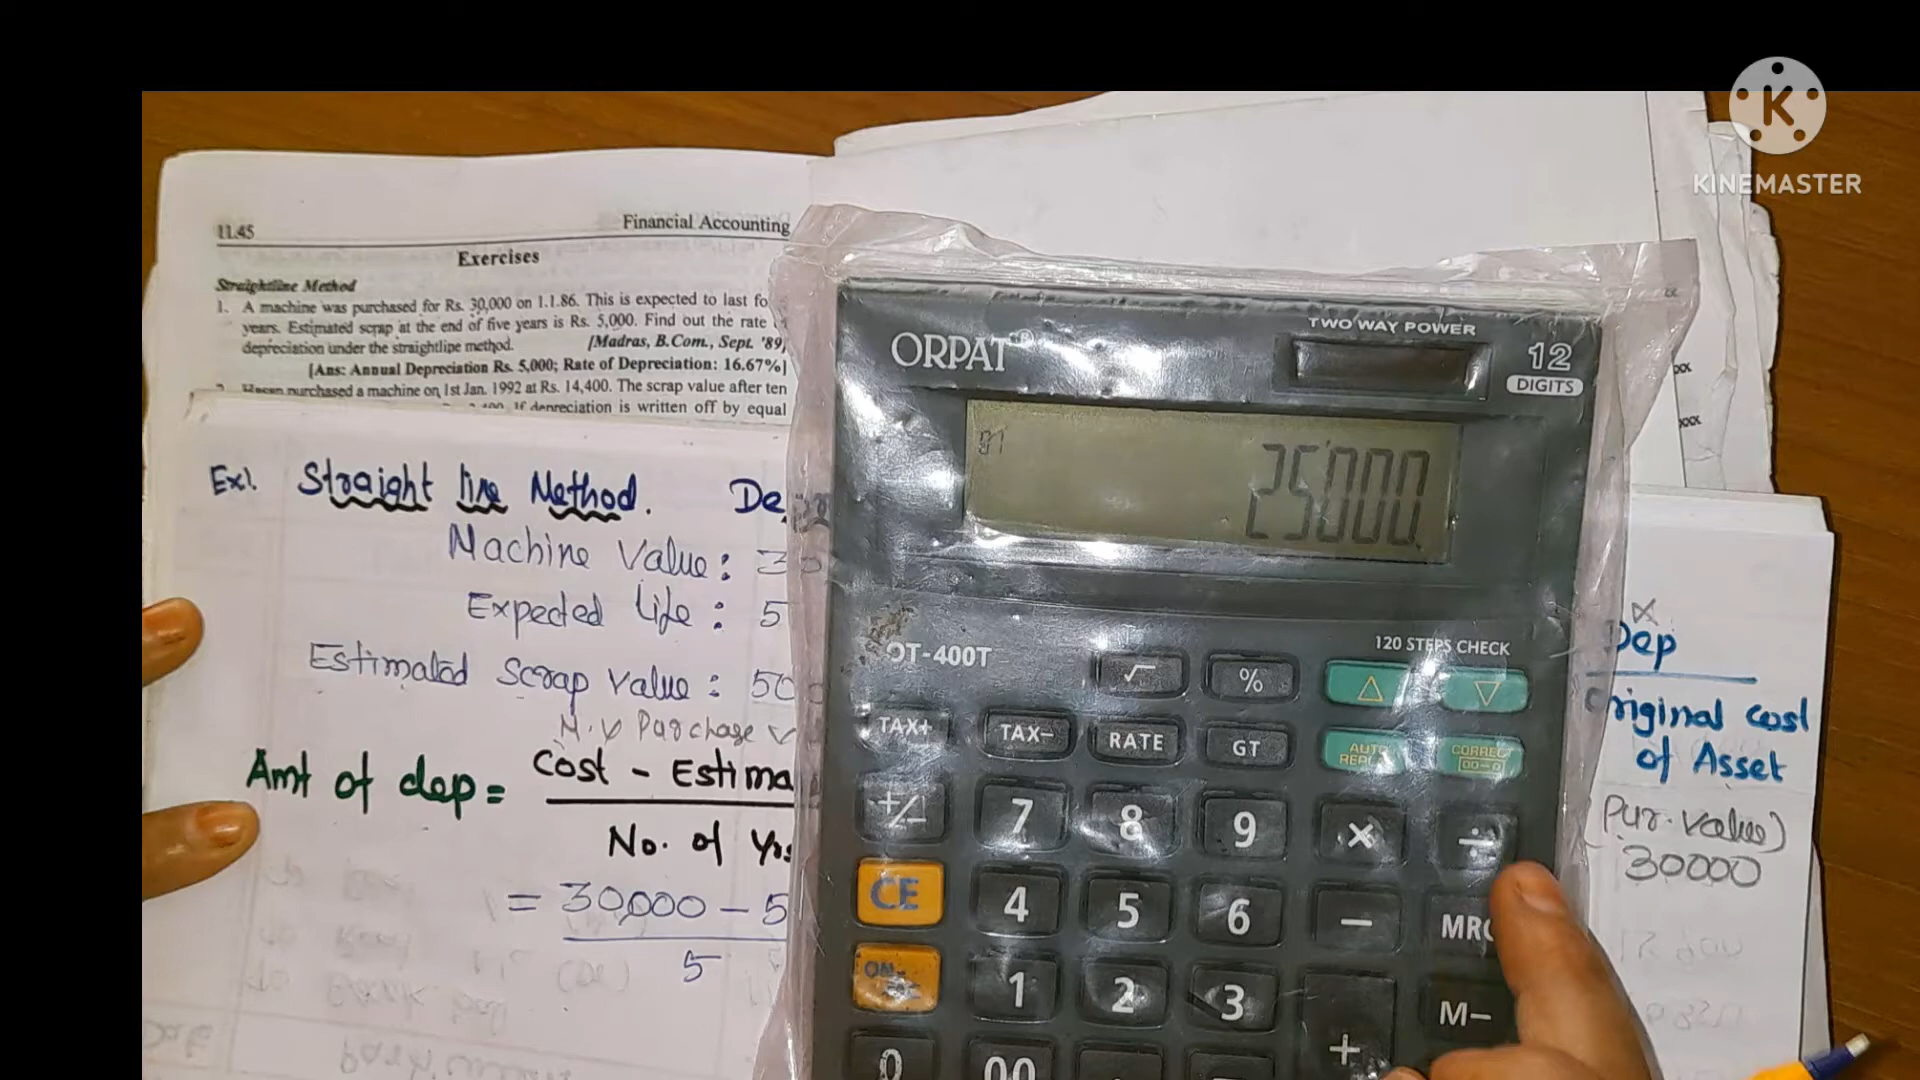 KINEMASTER
11.45 Financial Accounting
Exercises
Straightline Method
1. A machine was purchased for Rs. 30,000 on 1.1.86. This is expected to last
years. Estimated scrap at the end of five years is Rs. 5,000. Find out the rate
depreciation under the straightline method. [Madras, B.Com., Sept. '89]
[Ans: Annual Depreciation Rs. 5,000; Rate of Depreciation: 16.67%]
purchased a machine on 1st Jan. 1992 at Rs. 14,400. The scrap value after ten
If depreciation is written off by equal
Ex1. Straight line Method.
Machine Value :
Expected life : 5
Estimated Scrap Value :
M.V Purchase v
Amt of dep = Cost - Estima
No. of Yrs
= 30,000 - 5
5
ORPAT
TWO WAY POWER
12
DIGITS
25000.
OT-400T
120 STEPS CHECK
√ %
TAX+ TAX- RATE GT AUTO CORRECT
+/- 7 8 9 × ÷
CE 4 5 6 - MRC
ON 1 2 3 + M-
0 00
xx
xxx
Dep
Original Cost
of Asset
(Pur. value)
30000